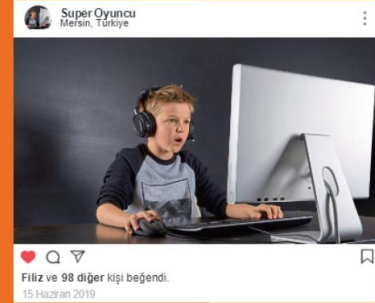 Super Oyuncu
Mersin, Türkiye
Filiz ve 98 diğer kişi beğendi.
15 Haziran 2019